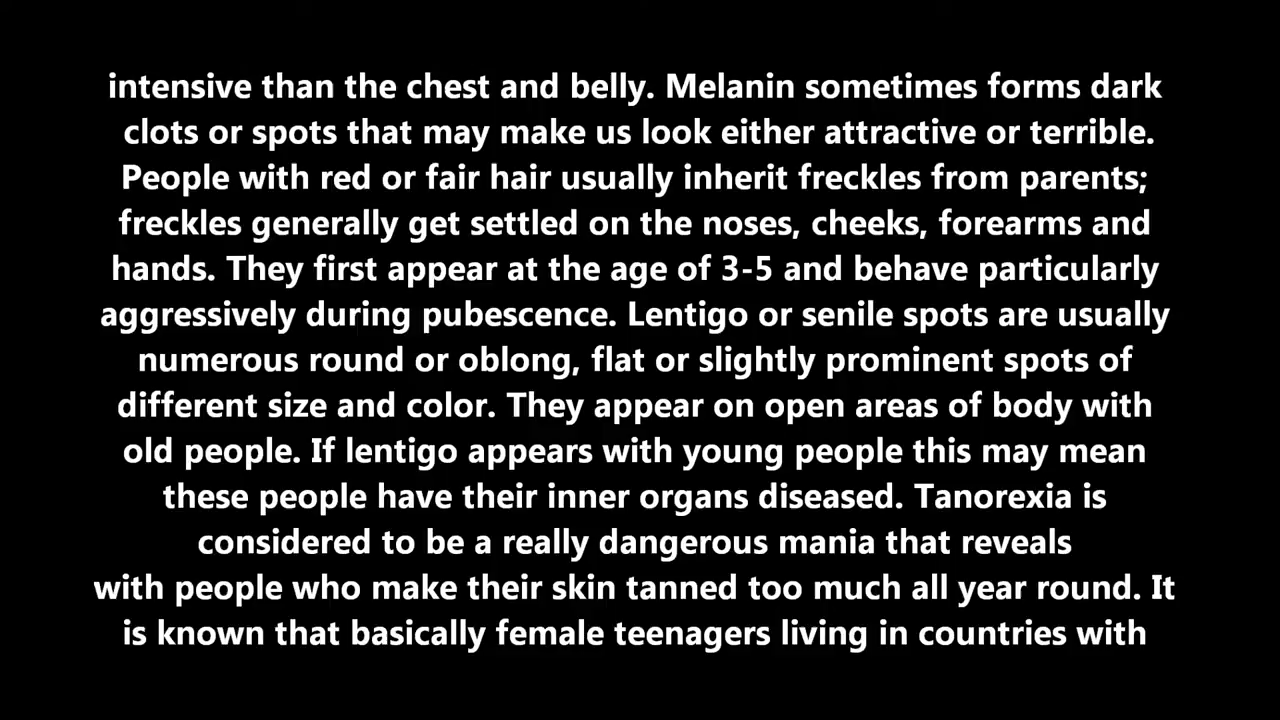 intensive than the chest and belly. Melanin sometimes forms dark
clots or spots that may make us look either attractive or terrible.
People with red or fair hair usually inherit freckles from parents;
freckles generally get settled on the noses, cheeks, forearms and
hands. They first appear at the age of 3-5 and behave particularly
aggressively during pubescence. Lentigo or senile spots are usually
numerous round or oblong, flat or slightly prominent spots of
different size and color. They appear on open areas of body with
old people. If lentigo appears with young people this may mean
these people have their inner organs diseased. Tanorexia is
considered to be a really dangerous mania that reveals
with people who make their skin tanned too much all year round. It
is known that basically female teenagers living in countries with